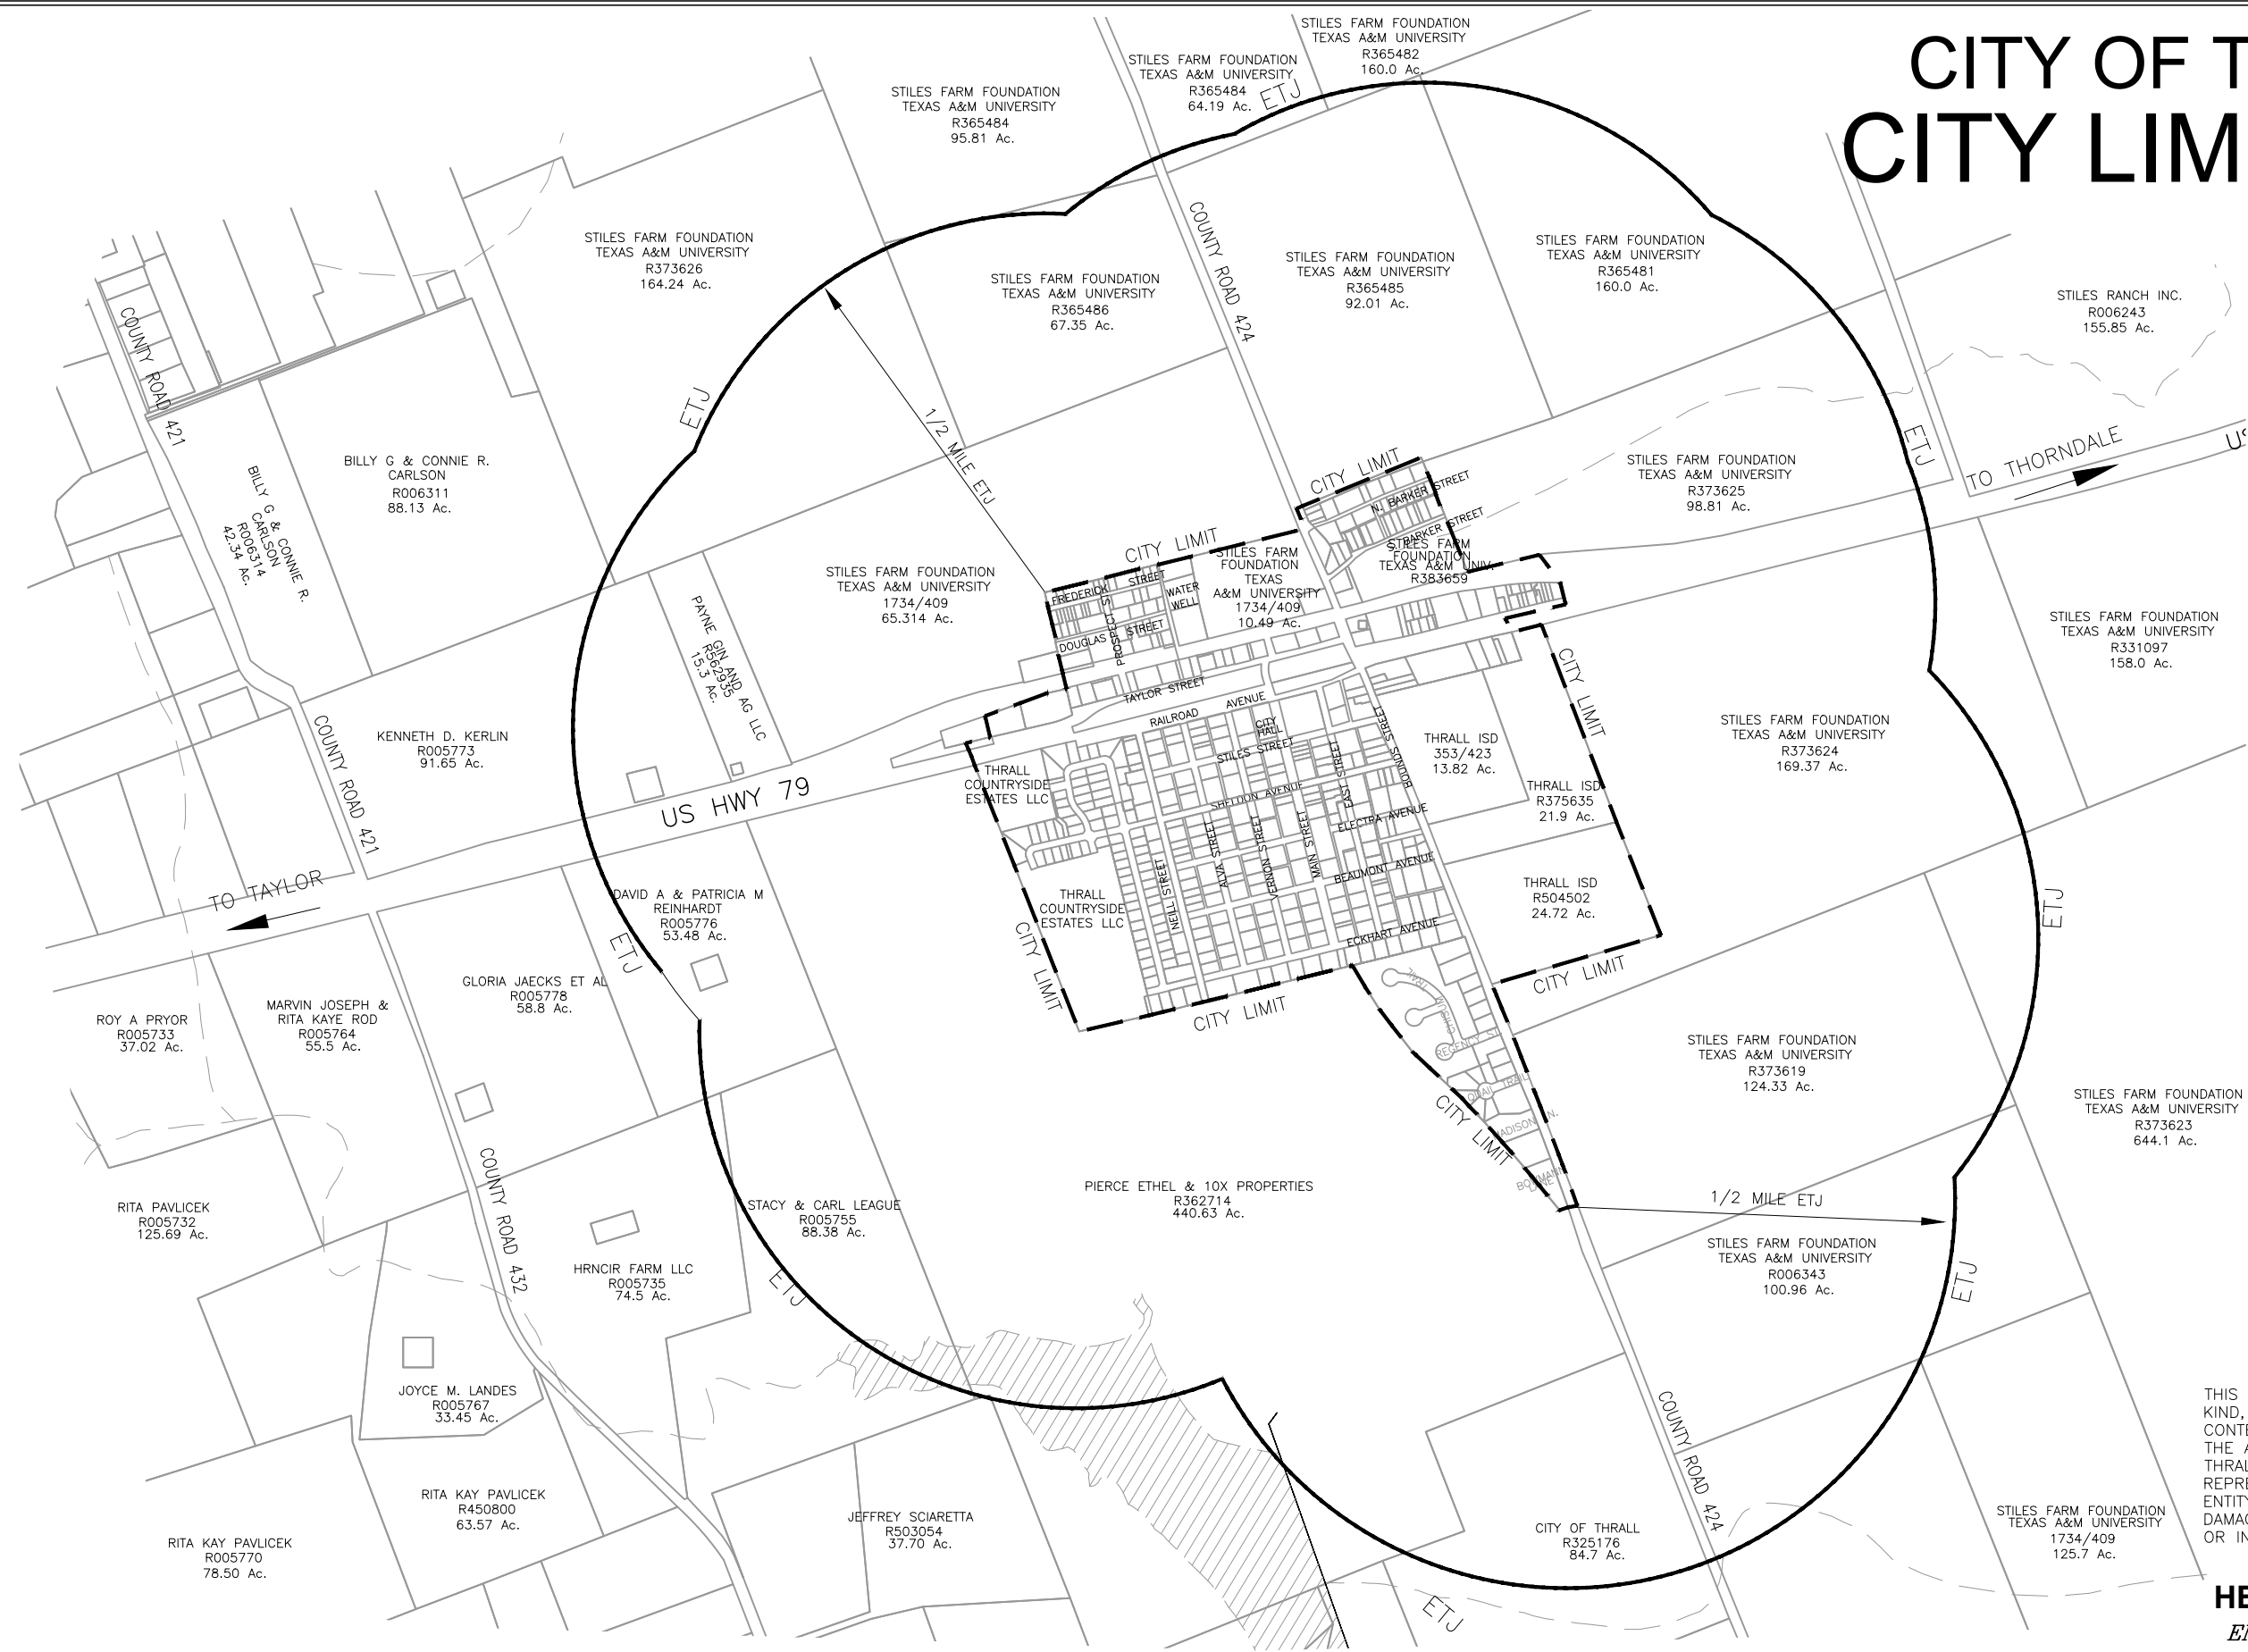 CITY OF T
CITY LIM
STILES FARM FOUNDATION
TEXAS A&M UNIVERSITY
R365482
160.0 Ac.
STILES FARM FOUNDATION
TEXAS A&M UNIVERSITY
R365484
64.19 Ac.
ETJ
STILES FARM FOUNDATION
TEXAS A&M UNIVERSITY
R365484
95.81 Ac.
STILES FARM FOUNDATION
TEXAS A&M UNIVERSITY
R373626
164.24 Ac.
STILES FARM FOUNDATION
TEXAS A&M UNIVERSITY
R365486
67.35 Ac.
COUNTY ROAD 424
STILES FARM FOUNDATION
TEXAS A&M UNIVERSITY
R365485
92.01 Ac.
STILES FARM FOUNDATION
TEXAS A&M UNIVERSITY
R365481
160.0 Ac.
STILES RANCH INC.
R006243
155.85 Ac.
COUNTY ROAD 421
ETJ
1/2 MILE ETJ
BILLY G & CONNIE R.
CARLSON
R006311
88.13 Ac.
BILLY G & CONNIE R.
CARLSON
R006314
42.34 Ac.
CITY LIMIT
N. BARKER STREET
S. BARKER STREET
STILES FARM FOUNDATION
TEXAS A&M UNIVERSITY
R373625
98.81 Ac.
ETJ
TO THORNDALE
US
STILES FARM FOUNDATION
TEXAS A&M UNIVERSITY
1734/409
65.314 Ac.
CITY LIMIT
STILES FARM
FOUNDATION
TEXAS
A&M UNIVERSITY
1734/409
10.49 Ac.
STILES FARM
FOUNDATION
TEXAS A&M UNIV.
R383659
FREDERICK STREET
WATER
WELL
DOUGLAS STREET
PROSPECT ST
PAYNE GIN AND AG LLC
R562935
15.3 Ac.
STILES FARM FOUNDATION
TEXAS A&M UNIVERSITY
R331097
158.0 Ac.
CITY LIMIT
TAYLOR STREET
RAILROAD AVENUE
CITY
HALL
STILES STREET
SHELDON AVENUE
EAST STREET
BOUNDS STREET
ELECTRA AVENUE
BEAUMONT AVENUE
ECKHART AVENUE
NEILL STREET
ALVA STREET
VERNON STREET
MAIN STREET
THRALL ISD
353/423
13.82 Ac.
THRALL ISD
R375635
21.9 Ac.
THRALL ISD
R504502
24.72 Ac.
STILES FARM FOUNDATION
TEXAS A&M UNIVERSITY
R373624
169.37 Ac.
KENNETH D. KERLIN
R005773
91.65 Ac.
COUNTY ROAD 421
US HWY 79
THRALL
COUNTRYSIDE
ESTATES LLC
THRALL
COUNTRYSIDE
ESTATES LLC
TO TAYLOR
DAVID A & PATRICIA M
REINHARDT
R005776
53.48 Ac.
ETJ
CITY LIMIT
CITY LIMIT
CITY LIMIT
ETJ
GLORIA JAECKS ET AL
R005778
58.8 Ac.
MARVIN JOSEPH &
RITA KAYE ROD
R005764
55.5 Ac.
ROY A PRYOR
R005733
37.02 Ac.
CHISUM TRAIL
REGENCY ST
QUAIL TRAIL
CITY LIMIT
STILES FARM FOUNDATION
TEXAS A&M UNIVERSITY
R373619
124.33 Ac.
STILES FARM FOUNDATION
TEXAS A&M UNIVERSITY
R373623
644.1 Ac.
RITA PAVLICEK
R005732
125.69 Ac.
COUNTY ROAD 432
STACY & CARL LEAGUE
R005755
88.38 Ac.
PIERCE ETHEL & 10X PROPERTIES
R362714
440.63 Ac.
1/2 MILE ETJ
STILES FARM FOUNDATION
TEXAS A&M UNIVERSITY
R006343
100.96 Ac.
ETJ
HRNCIR FARM LLC
R005735
74.5 Ac.
ETJ
JOYCE M. LANDES
R005767
33.45 Ac.
COUNTY ROAD 424
RITA KAY PAVLICEK
R450800
63.57 Ac.
RITA KAY PAVLICEK
R005770
78.50 Ac.
JEFFREY SCIARETTA
R503054
37.70 Ac.
CITY OF THRALL
R325176
84.7 Ac.
ETJ
STILES FARM FOUNDATION
TEXAS A&M UNIVERSITY
1734/409
125.7 Ac.
THIS
KIND,
CONTE
THE A
THRAL
REPRE
ENTITY
DAMAG
OR IN
HE
EN